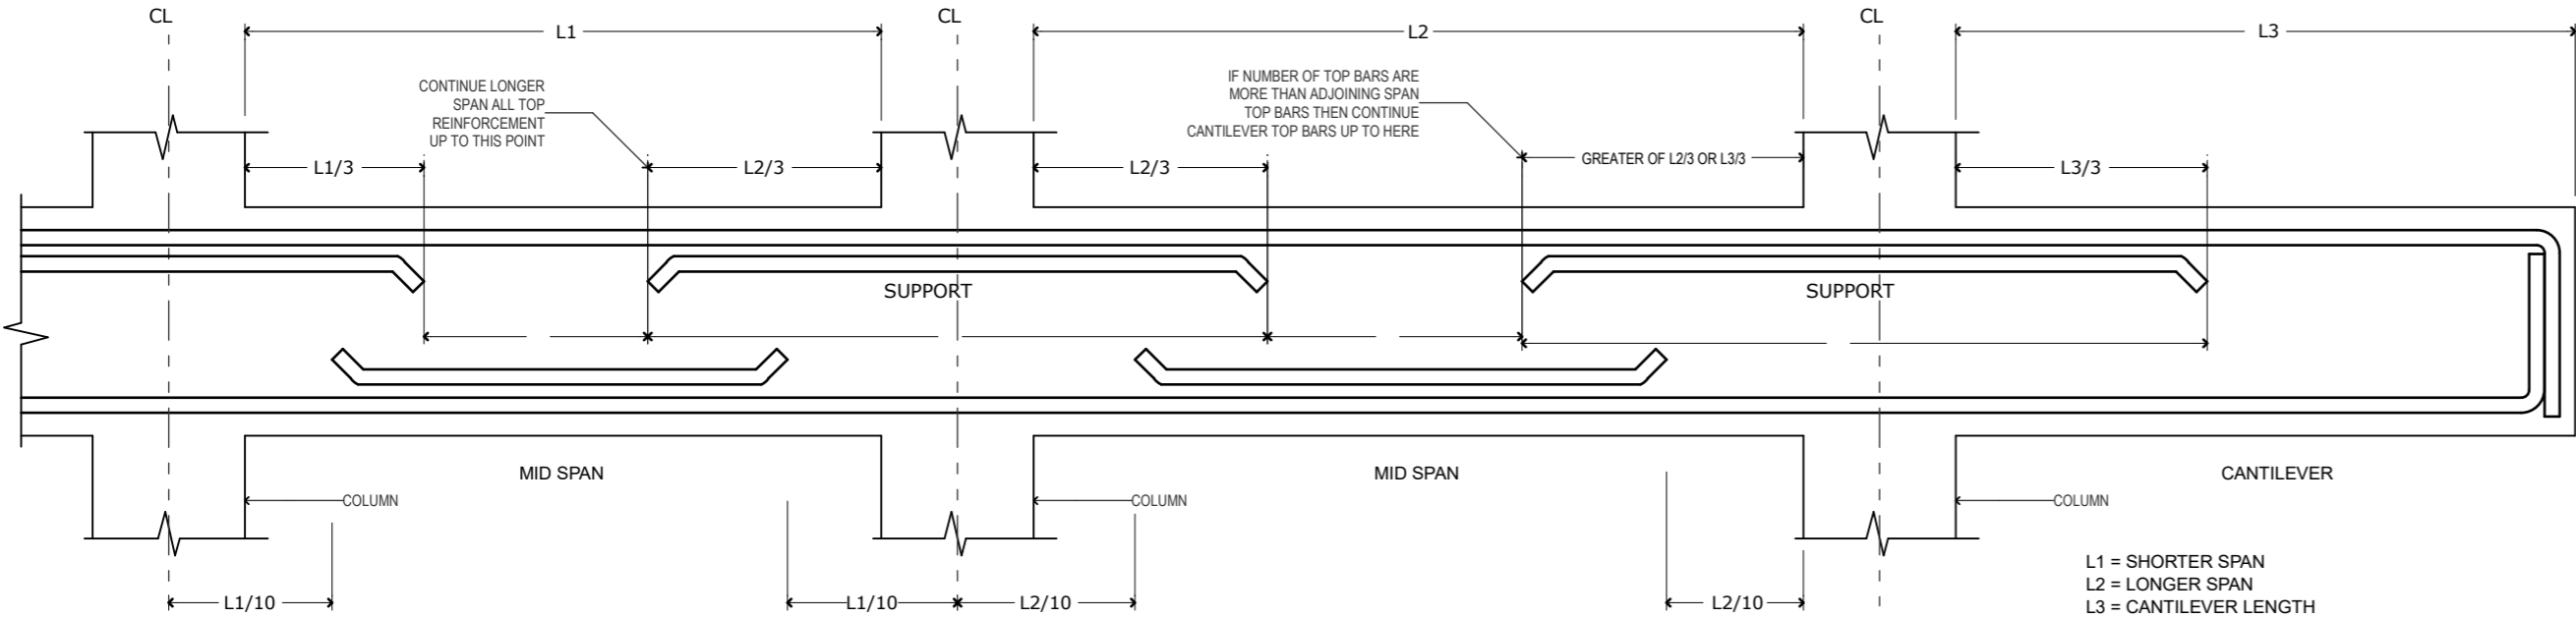 CL
CL
CL
L1
L2
L3
CONTINUE LONGER
SPAN ALL TOP
REINFORCEMENT
UP TO THIS POINT
IF NUMBER OF TOP BARS ARE
MORE THAN ADJOINING SPAN
TOP BARS THEN CONTINUE
CANTILEVER TOP BARS UP TO HERE
L1/3
L2/3
L2/3
GREATER OF L2/3 OR L3/3
L3/3
SUPPORT
SUPPORT
MID SPAN
MID SPAN
CANTILEVER
COLUMN
COLUMN
COLUMN
L1/10
L1/10
L2/10
L2/10
L1 = SHORTER SPAN
L2 = LONGER SPAN
L3 = CANTILEVER LENGTH